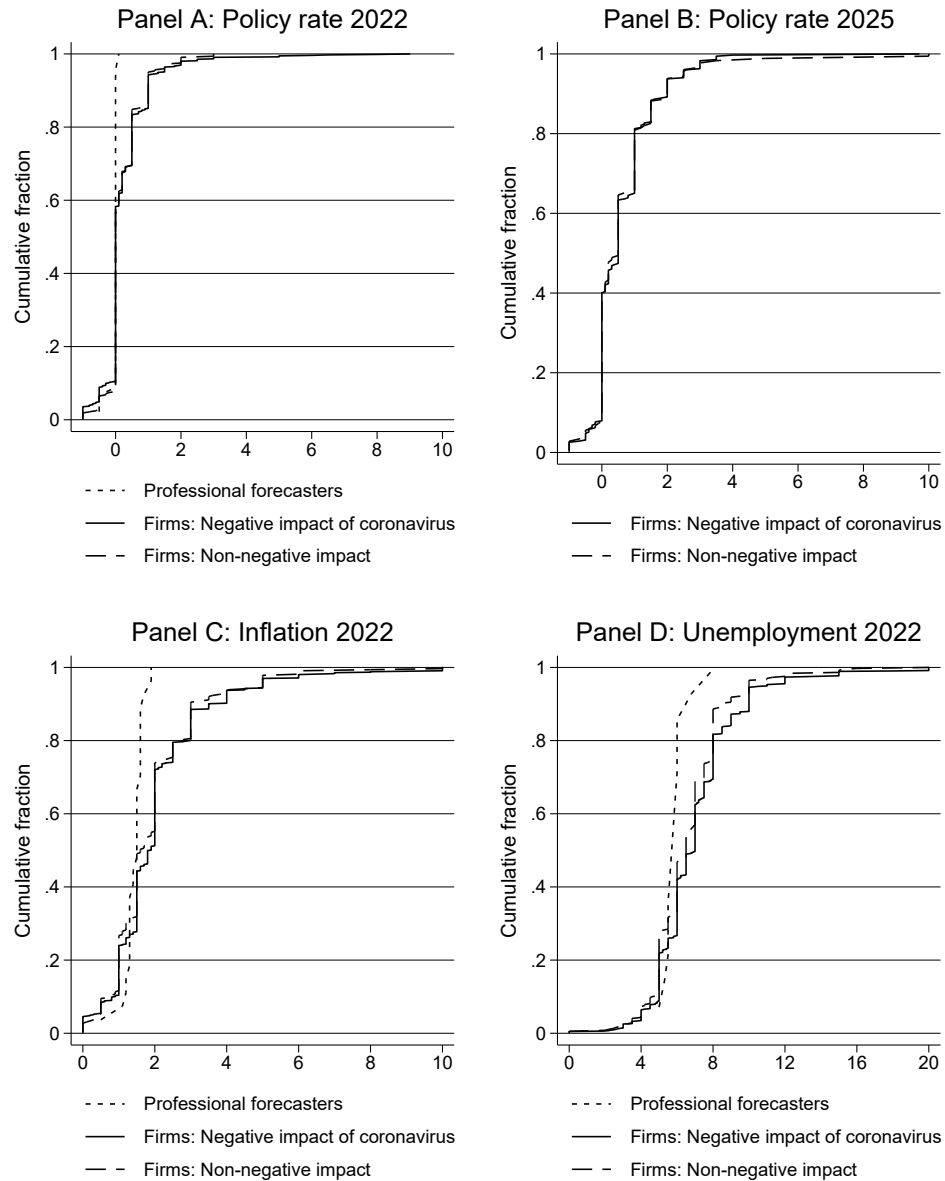 Panel A: Policy rate 2022
Cumulative fraction
1
.8
.6
.4
.2
0
0 2 4 6 8 10
Professional forecasters
Firms: Negative impact of coronavirus
Firms: Non-negative impact
Panel B: Policy rate 2025
Cumulative fraction
1
.8
.6
.4
.2
0
0 2 4 6 8 10
Firms: Negative impact of coronavirus
Firms: Non-negative impact
Panel C: Inflation 2022
Cumulative fraction
1
.8
.6
.4
.2
0
0 2 4 6 8 10
Professional forecasters
Firms: Negative impact of coronavirus
Firms: Non-negative impact
Panel D: Unemployment 2022
Cumulative fraction
1
.8
.6
.4
.2
0
0 4 8 12 16 20
Professional forecasters
Firms: Negative impact of coronavirus
Firms: Non-negative impact